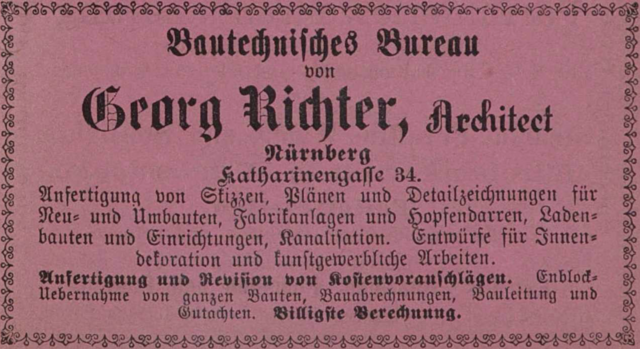 Bautechnisches Bureau
von
Georg Richter, Architect
Nürnberg
Katharinengasse 34.
Anfertigung von Skizzen, Plänen und Detailzeichnungen für
Neu- und Umbauten, Fabrikanlagen und Hopfendarren, Laden-
bauten und Einrichtungen, Kanalisation. Entwürfe für Innen-
dekoration und kunstgewerbliche Arbeiten.
Anfertigung und Revision von Kostenvoranschlägen. Enblock-
Uebernahme von ganzen Bauten, Bauabrechnungen, Bauleitung und
Gutachten. Billigste Berechnung.